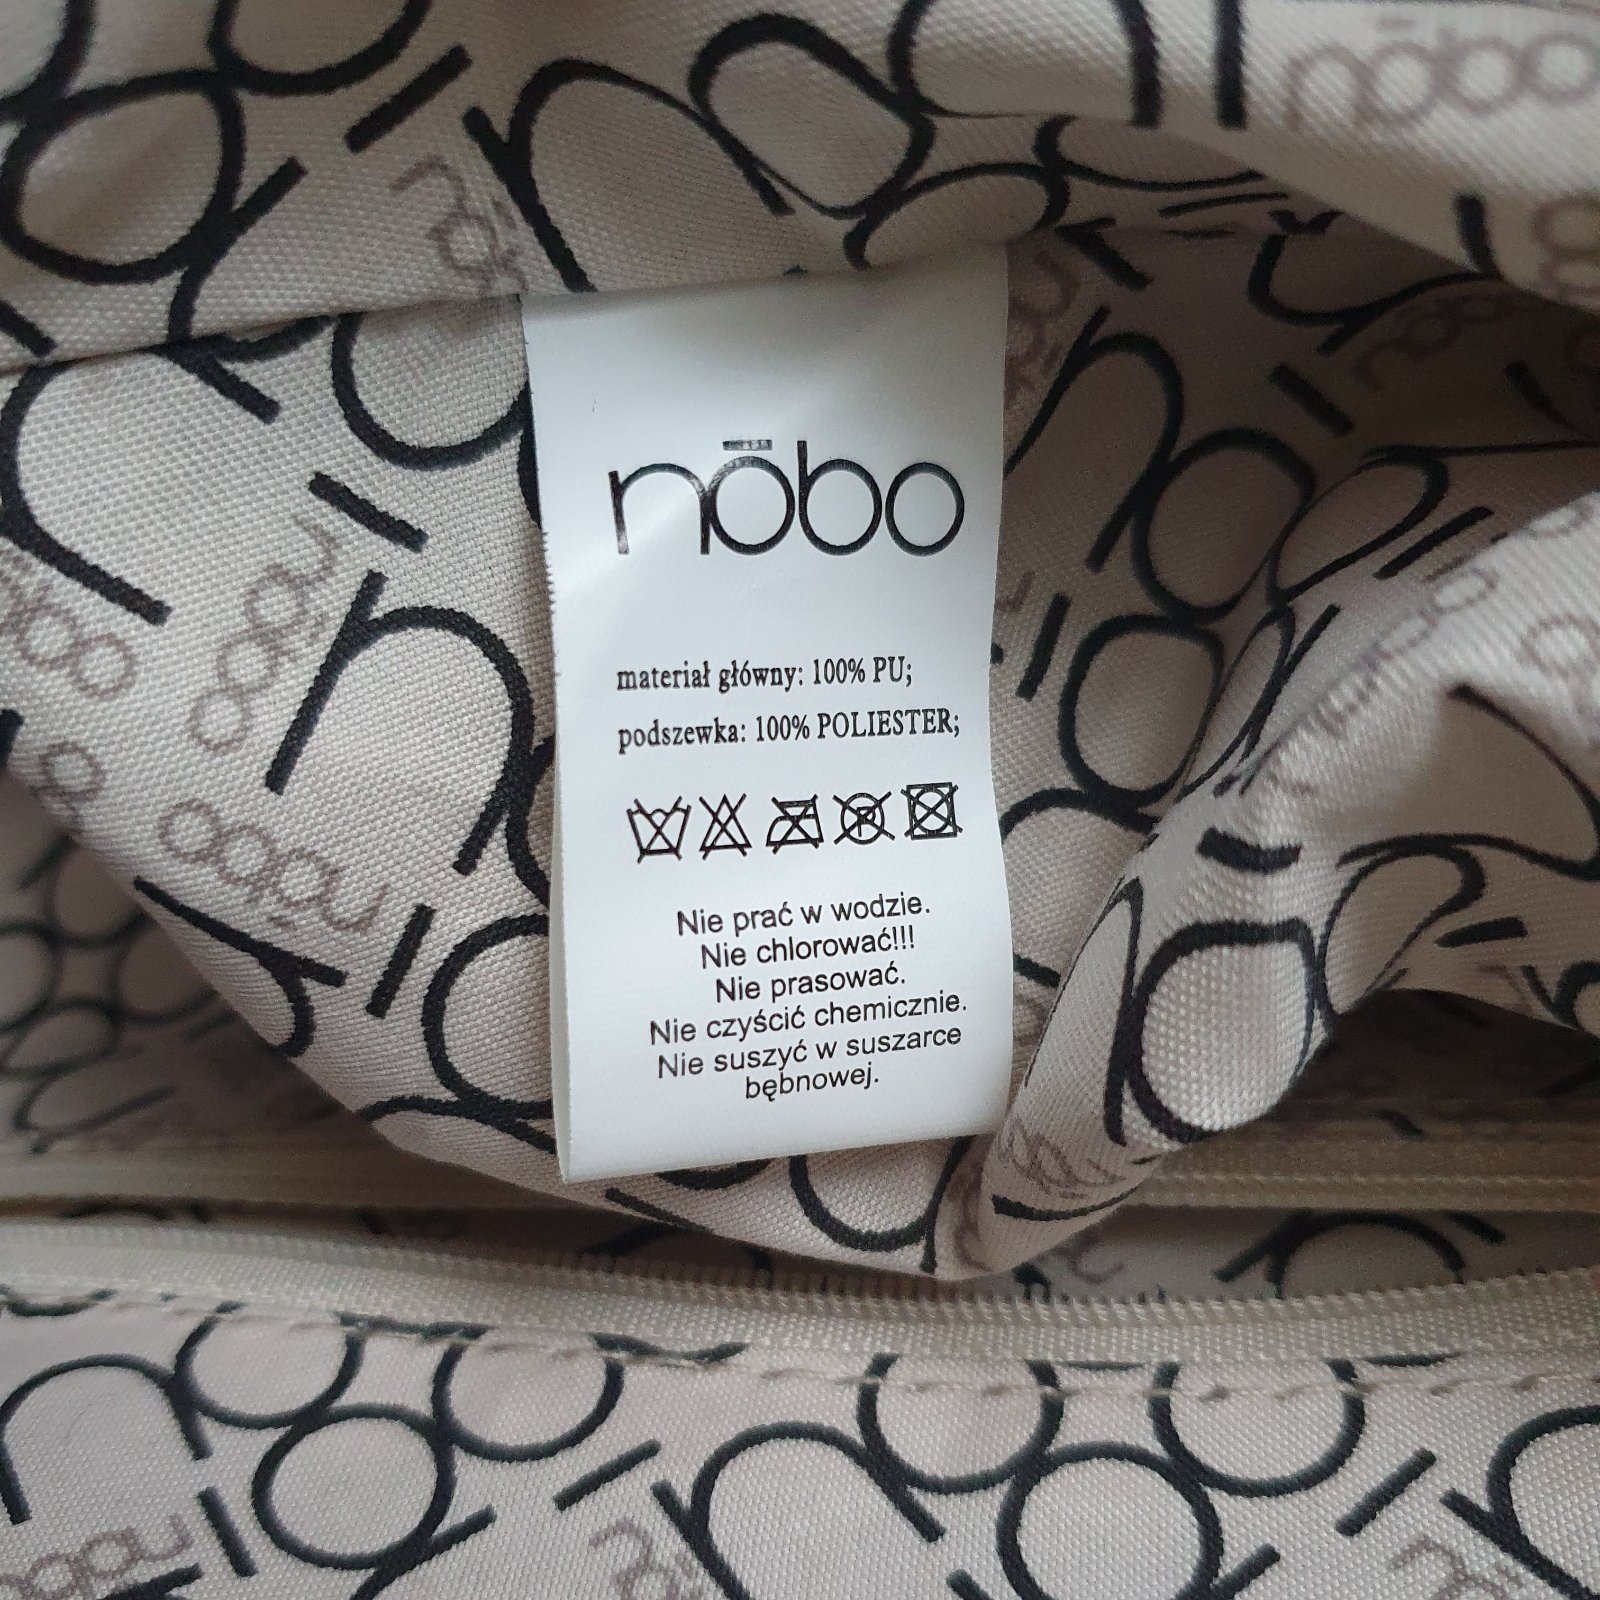 nōbo
materiał główny: 100% PU;
podszewka: 100% POLIESTER;
P
Nie prać w wodzie.
Nie chlorować!!!
Nie prasować.
Nie czyścić chemicznie.
Nie suszyć w suszarce
bębnowej.